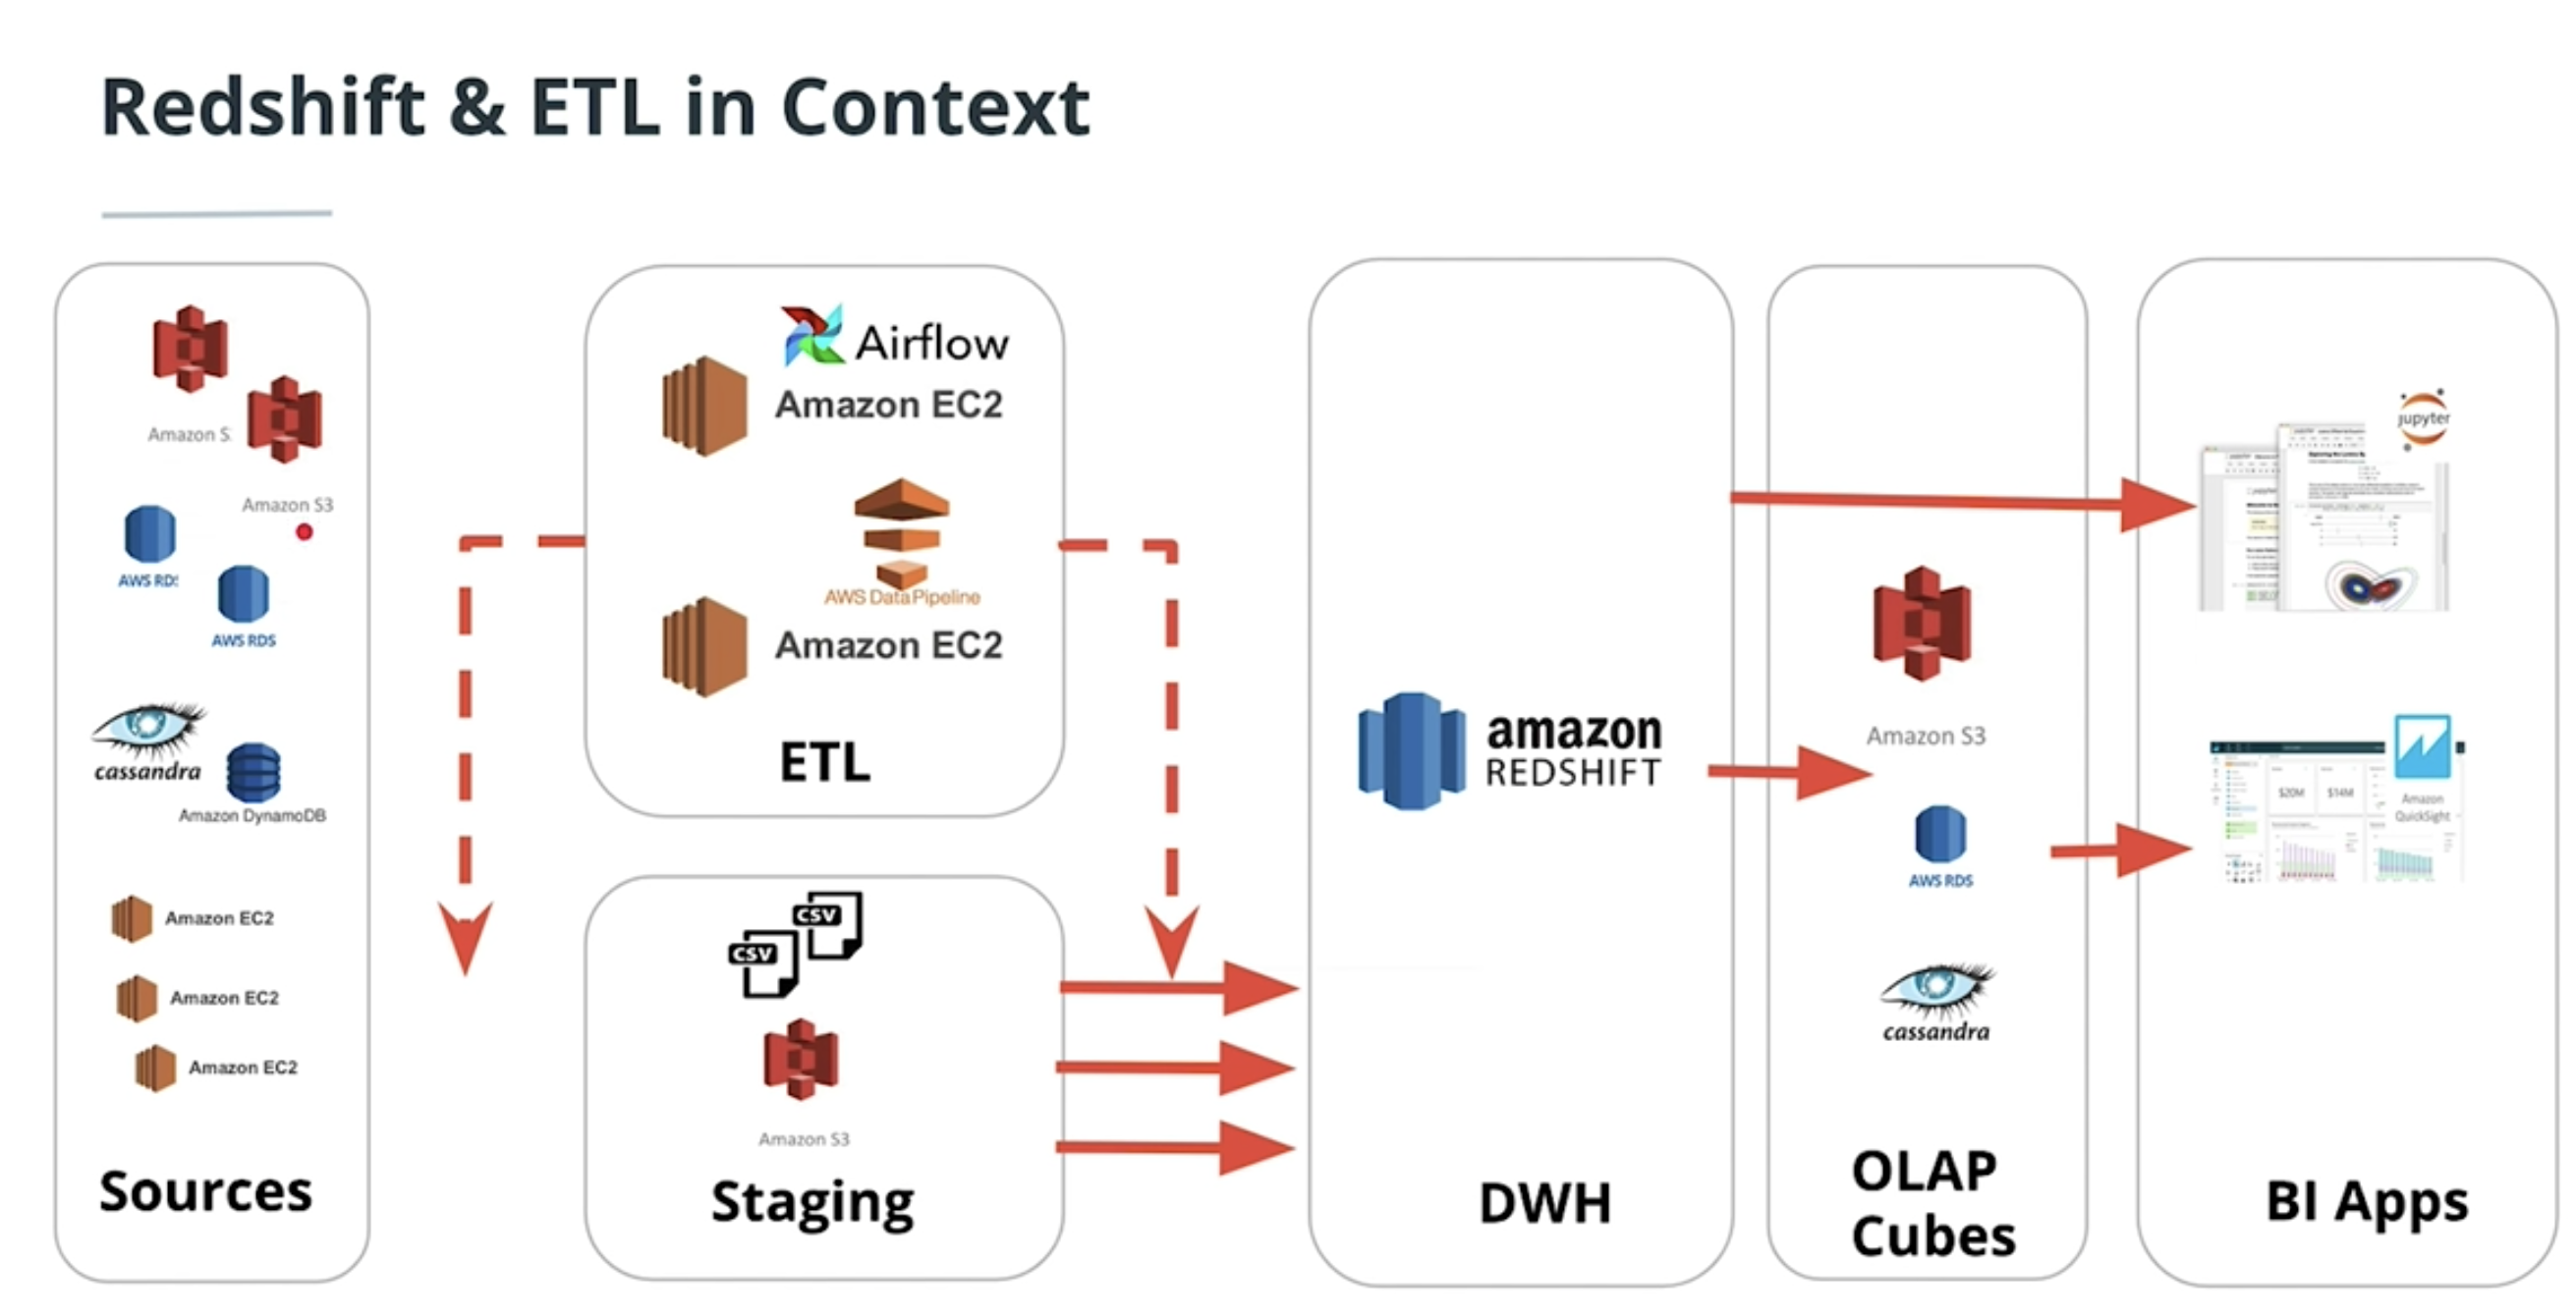 Redshift & ETL in Context
Amazon S
Amazon S3
AWS RD
AWS RDS
cassandra
Amazon DynamoDB
Amazon EC2
Amazon EC2
Amazon EC2
Sources
Airflow
Amazon EC2
AWS Data Pipeline
Amazon EC2
ETL
CSV
CSV
Amazon S3
Staging
amazon
REDSHIFT
DWH
Amazon S3
AWS RDS
cassandra
OLAP
Cubes
jupyter
$20M
$14M
Amazon
QuickSight
BI Apps